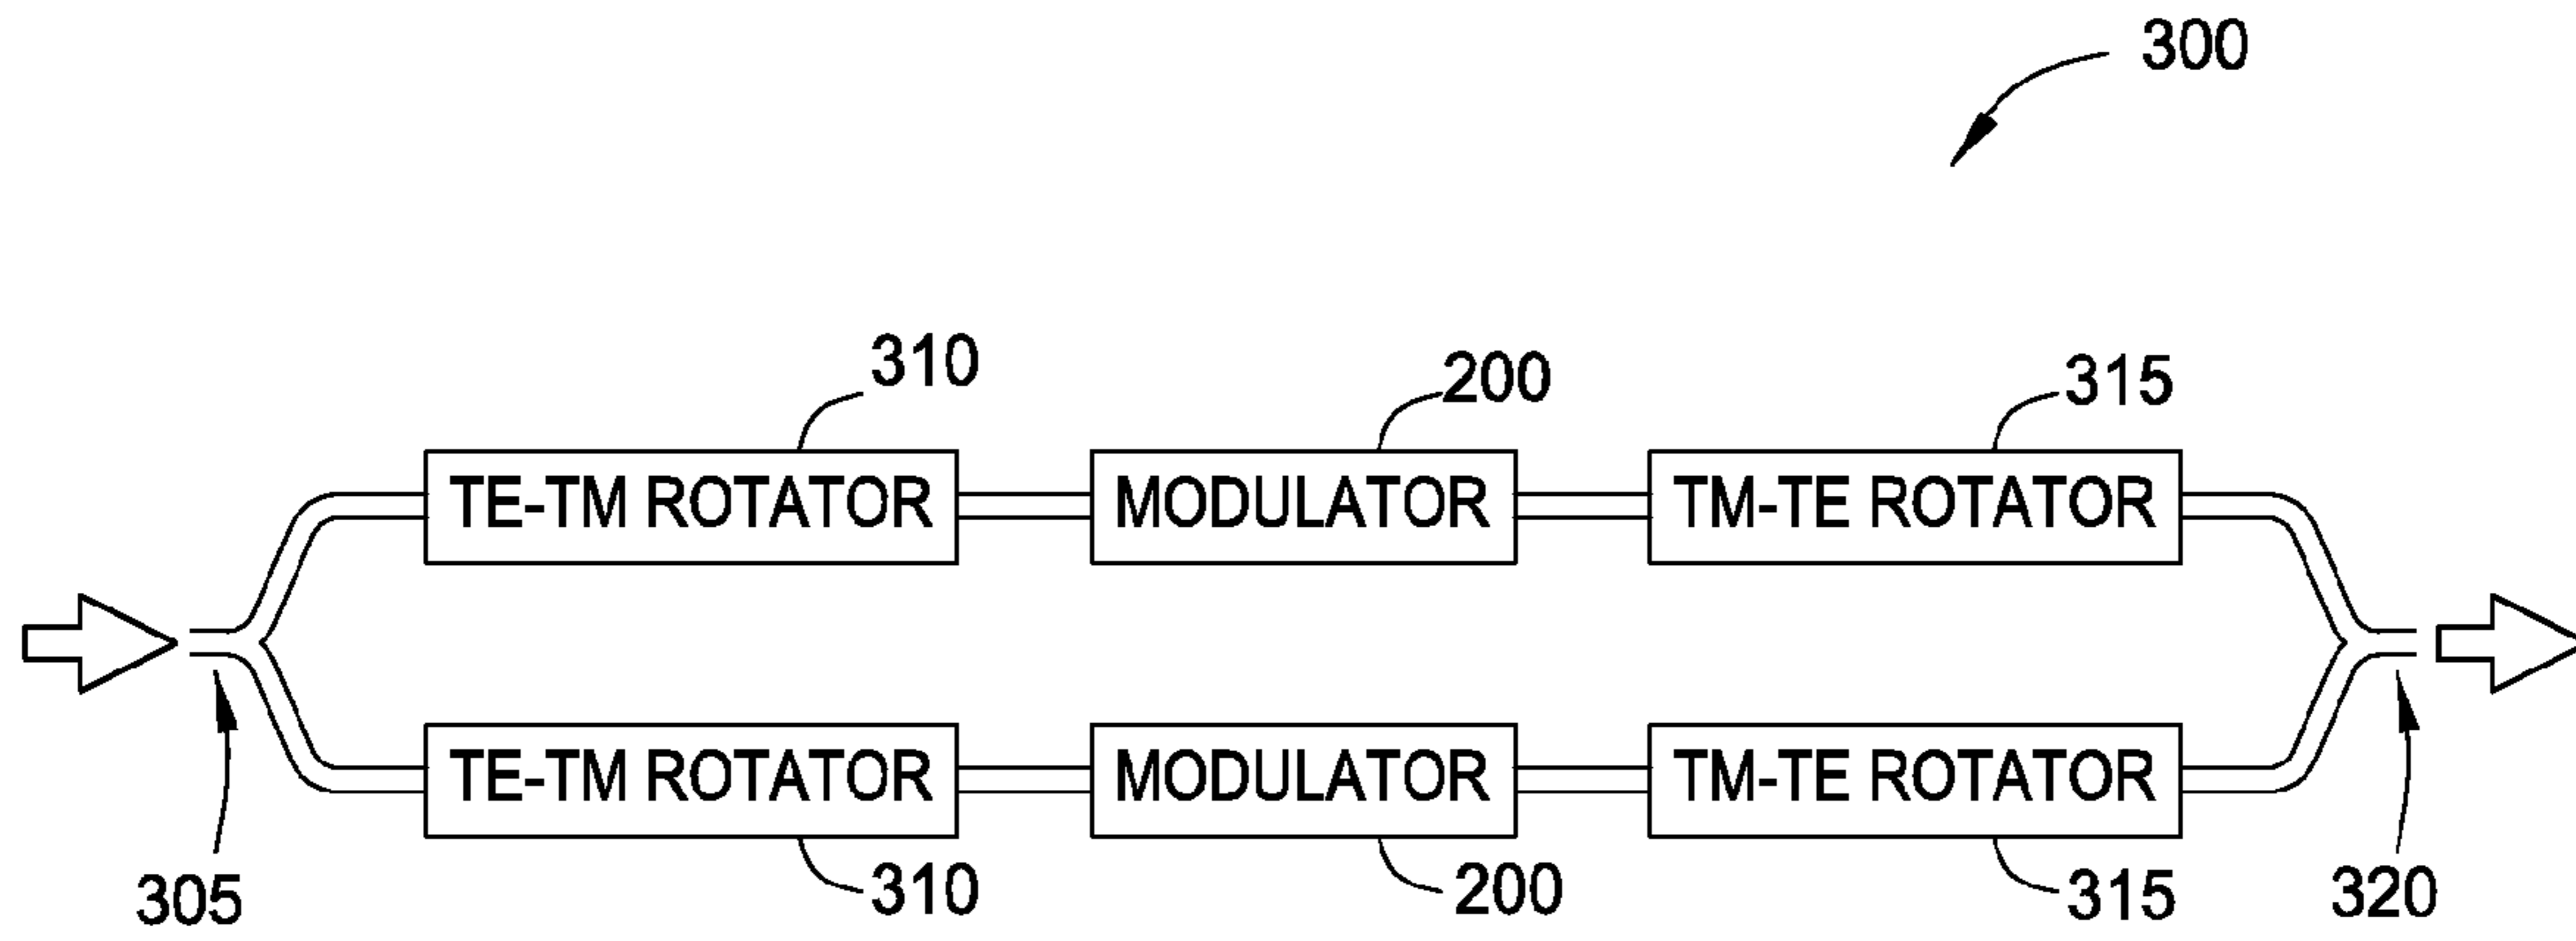 300
310 200 315
TE-TM ROTATOR MODULATOR TM-TE ROTATOR
TE-TM ROTATOR MODULATOR TM-TE ROTATOR
305 310 200 315 320